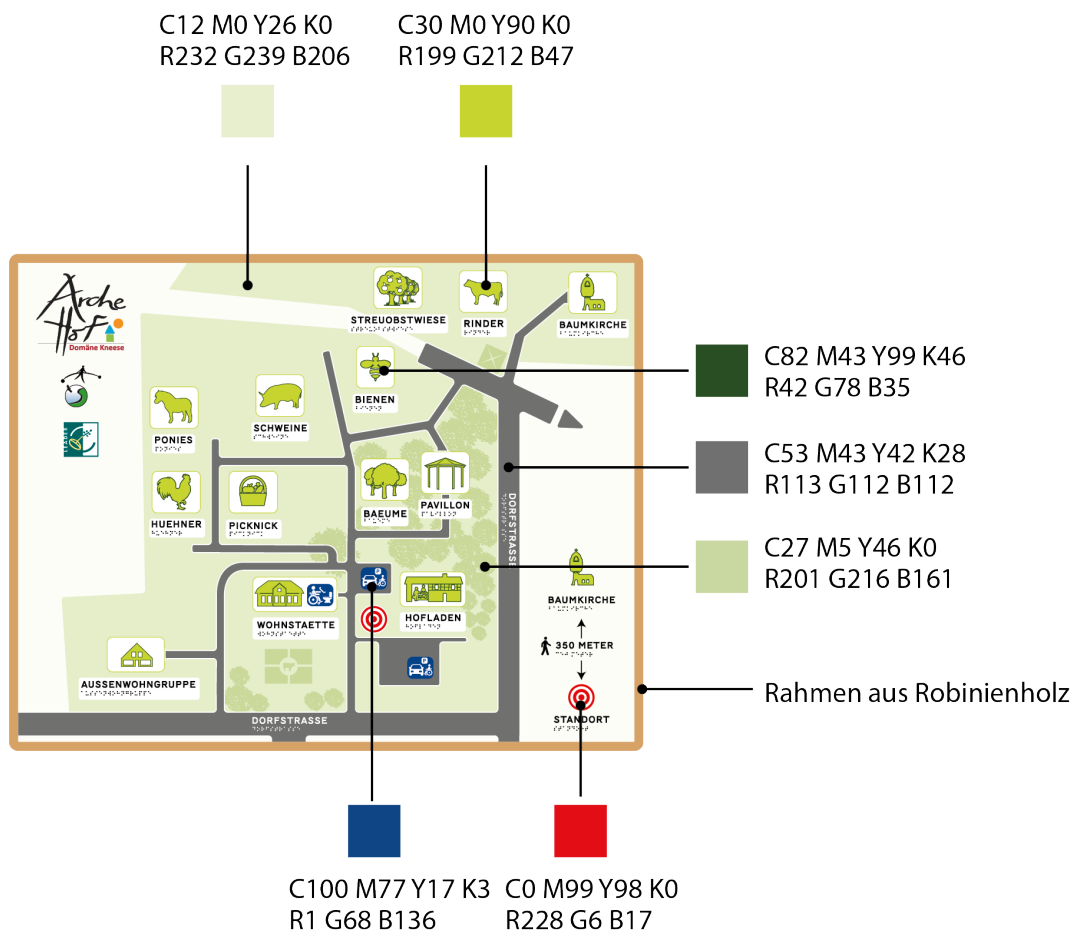 C12 M0 Y26 K0
R232 G239 B206
C30 M0 Y90 K0
R199 G212 B47
Arche
Hof
Domäne Kneese
LEADER
STREUOBSTWIESE
RINDER
BAUMKIRCHE
BIENEN
SCHWEINE
PONIES
HUEHNER
PICKNICK
BAEUME
PAVILLON
DORFSTRASSE
WOHNSTAETTE
P
HOFLADEN
AUSSENWOHNGRUPPE
P
DORFSTRASSE
BAUMKIRCHE
350 METER
STANDORT
C82 M43 Y99 K46
R42 G78 B35
C53 M43 Y42 K28
R113 G112 B112
C27 M5 Y46 K0
R201 G216 B161
Rahmen aus Robinienholz
C100 M77 Y17 K3
R1 G68 B136
C0 M99 Y98 K0
R228 G6 B17